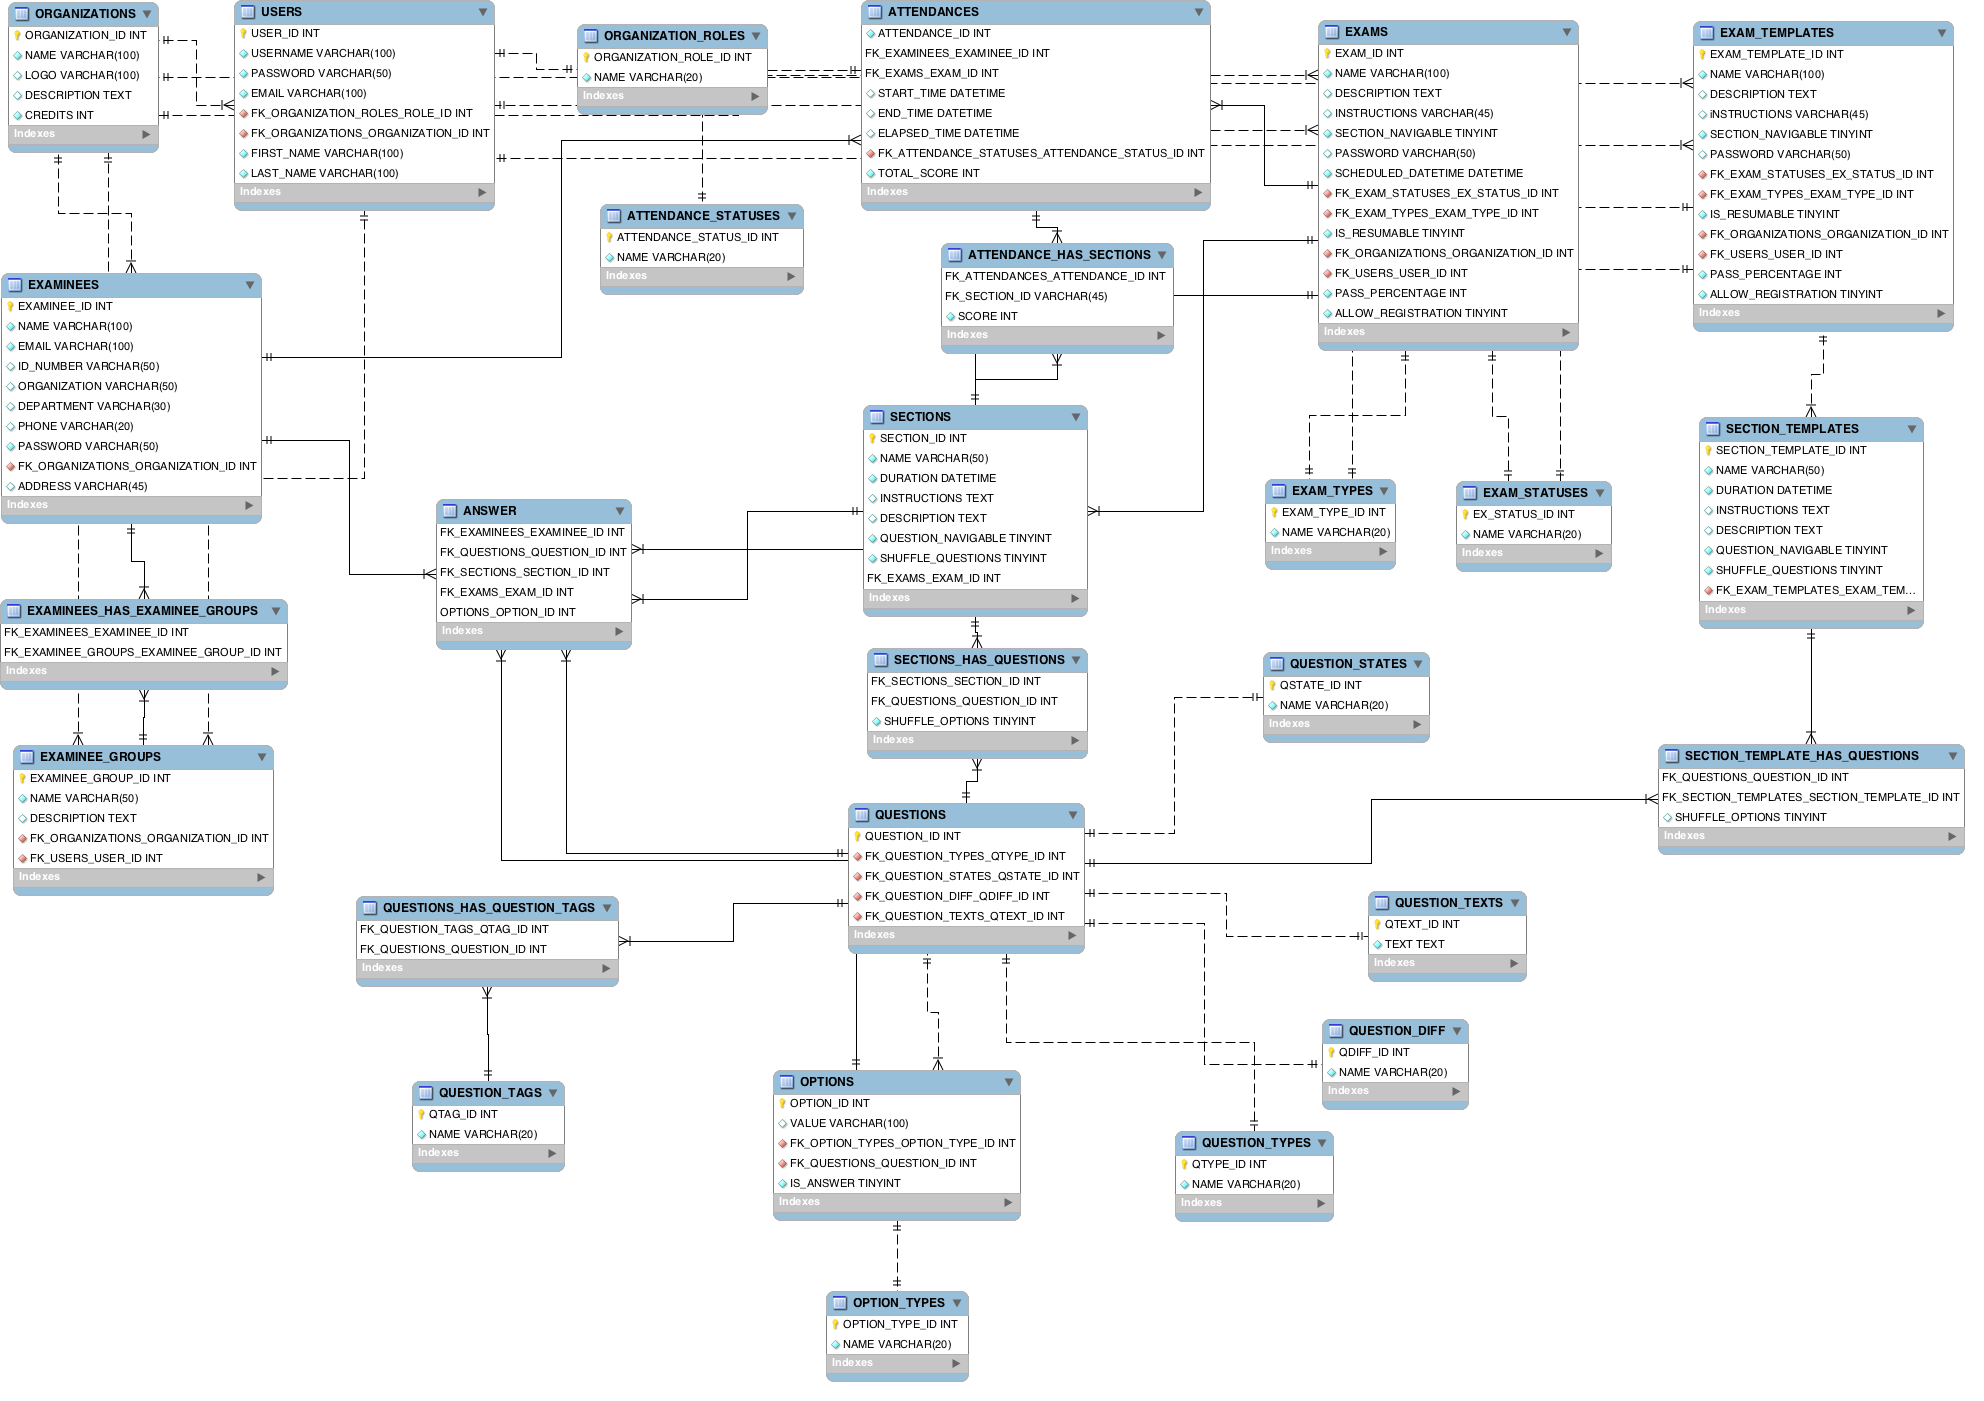 ORGANIZATIONS
ORGANIZATION_ID INT
NAME VARCHAR(100)
LOGO VARCHAR(100)
DESCRIPTION TEXT
CREDITS INT
Indexes
USERS
USER_ID INT
USERNAME VARCHAR(100)
PASSWORD VARCHAR(50)
EMAIL VARCHAR(100)
FK_ORGANIZATION_ROLES_ROLE_ID INT
FK_ORGANIZATIONS_ORGANIZATION_ID INT
FIRST_NAME VARCHAR(100)
LAST_NAME VARCHAR(100)
Indexes
ORGANIZATION_ROLES
ORGANIZATION_ROLE_ID INT
NAME VARCHAR(20)
Indexes
ATTENDANCES
ATTENDANCE_ID INT
FK_EXAMINEES_EXAMINEE_ID INT
FK_EXAMS_EXAM_ID INT
START_TIME DATETIME
END_TIME DATETIME
ELAPSED_TIME DATETIME
FK_ATTENDANCE_STATUSES_ATTENDANCE_STATUS_ID INT
TOTAL_SCORE INT
Indexes
EXAMS
EXAM_ID INT
NAME VARCHAR(100)
DESCRIPTION TEXT
INSTRUCTIONS VARCHAR(45)
SECTION_NAVIGABLE TINYINT
PASSWORD VARCHAR(50)
SCHEDULED_DATETIME DATETIME
FK_EXAM_STATUSES_EX_STATUS_ID INT
FK_EXAM_TYPES_EXAM_TYPE_ID INT
IS_RESUMABLE TINYINT
FK_ORGANIZATIONS_ORGANIZATION_ID INT
FK_USERS_USER_ID INT
PASS_PERCENTAGE INT
ALLOW_REGISTRATION TINYINT
Indexes
EXAM_TEMPLATES
EXAM_TEMPLATE_ID INT
NAME VARCHAR(100)
DESCRIPTION TEXT
iNSTRUCTIONS VARCHAR(45)
SECTION_NAVIGABLE TINYINT
PASSWORD VARCHAR(50)
FK_EXAM_STATUSES_EX_STATUS_ID INT
FK_EXAM_TYPES_EXAM_TYPE_ID INT
IS_RESUMABLE TINYINT
FK_ORGANIZATIONS_ORGANIZATION_ID INT
FK_USERS_USER_ID INT
PASS_PERCENTAGE INT
ALLOW_REGISTRATION TINYINT
Indexes
ATTENDANCE_STATUSES
ATTENDANCE_STATUS_ID INT
NAME VARCHAR(20)
Indexes
ATTENDANCE_HAS_SECTIONS
FK_ATTENDANCES_ATTENDANCE_ID INT
FK_SECTION_ID VARCHAR(45)
SCORE INT
Indexes
EXAMINEES
EXAMINEE_ID INT
NAME VARCHAR(100)
EMAIL VARCHAR(100)
ID_NUMBER VARCHAR(50)
ORGANIZATION VARCHAR(50)
DEPARTMENT VARCHAR(30)
PHONE VARCHAR(20)
PASSWORD VARCHAR(50)
FK_ORGANIZATIONS_ORGANIZATION_ID INT
ADDRESS VARCHAR(45)
Indexes
SECTIONS
SECTION_ID INT
NAME VARCHAR(50)
DURATION DATETIME
INSTRUCTIONS TEXT
DESCRIPTION TEXT
QUESTION_NAVIGABLE TINYINT
SHUFFLE_QUESTIONS TINYINT
FK_EXAMS_EXAM_ID INT
Indexes
EXAM_TYPES
EXAM_TYPE_ID INT
NAME VARCHAR(20)
Indexes
EXAM_STATUSES
EX_STATUS_ID INT
NAME VARCHAR(20)
Indexes
SECTION_TEMPLATES
SECTION_TEMPLATE_ID INT
NAME VARCHAR(50)
DURATION DATETIME
INSTRUCTIONS TEXT
DESCRIPTION TEXT
QUESTION_NAVIGABLE TINYINT
SHUFFLE_QUESTIONS TINYINT
FK_EXAM_TEMPLATES_EXAM_TEM...
Indexes
ANSWER
FK_EXAMINEES_EXAMINEE_ID INT
FK_QUESTIONS_QUESTION_ID INT
FK_SECTIONS_SECTION_ID INT
FK_EXAMS_EXAM_ID INT
OPTIONS_OPTION_ID INT
Indexes
EXAMINEES_HAS_EXAMINEE_GROUPS
FK_EXAMINEES_EXAMINEE_ID INT
FK_EXAMINEE_GROUPS_EXAMINEE_GROUP_ID INT
Indexes
SECTIONS_HAS_QUESTIONS
FK_SECTIONS_SECTION_ID INT
FK_QUESTIONS_QUESTION_ID INT
SHUFFLE_OPTIONS TINYINT
Indexes
QUESTION_STATES
QSTATE_ID INT
NAME VARCHAR(20)
Indexes
EXAMINEE_GROUPS
EXAMINEE_GROUP_ID INT
NAME VARCHAR(50)
DESCRIPTION TEXT
FK_ORGANIZATIONS_ORGANIZATION_ID INT
FK_USERS_USER_ID INT
Indexes
SECTION_TEMPLATE_HAS_QUESTIONS
FK_QUESTIONS_QUESTION_ID INT
FK_SECTION_TEMPLATES_SECTION_TEMPLATE_ID INT
SHUFFLE_OPTIONS TINYINT
Indexes
QUESTIONS
QUESTION_ID INT
FK_QUESTION_TYPES_QTYPE_ID INT
FK_QUESTION_STATES_QSTATE_ID INT
FK_QUESTION_DIFF_QDIFF_ID INT
FK_QUESTION_TEXTS_QTEXT_ID INT
Indexes
QUESTIONS_HAS_QUESTION_TAGS
FK_QUESTION_TAGS_QTAG_ID INT
FK_QUESTIONS_QUESTION_ID INT
Indexes
QUESTION_TEXTS
QTEXT_ID INT
TEXT TEXT
Indexes
QUESTION_DIFF
QDIFF_ID INT
NAME VARCHAR(20)
Indexes
QUESTION_TAGS
QTAG_ID INT
NAME VARCHAR(20)
Indexes
OPTIONS
OPTION_ID INT
VALUE VARCHAR(100)
FK_OPTION_TYPES_OPTION_TYPE_ID INT
FK_QUESTIONS_QUESTION_ID INT
IS_ANSWER TINYINT
Indexes
QUESTION_TYPES
QTYPE_ID INT
NAME VARCHAR(20)
Indexes
OPTION_TYPES
OPTION_TYPE_ID INT
NAME VARCHAR(20)
Indexes